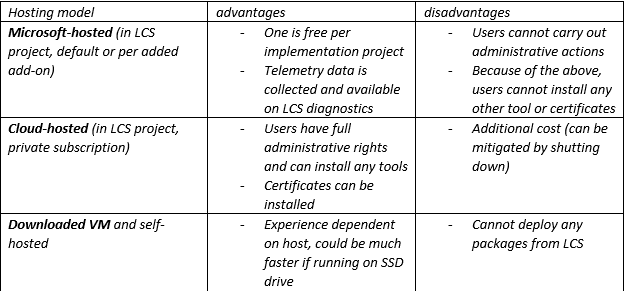 Hosting model
advantages
disadvantages
Microsoft-hosted (in LCS
project, default or per added
add-on)
- One is free per
implementation project
- Telemetry data is
collected and available
on LCS diagnostics
- Users cannot carry out
administrative actions
- Because of the above,
users cannot install any
other tool or certificates
Cloud-hosted (in LCS project,
private subscription)
- Users have full
administrative rights
and can install any tools
- Certificates can be
installed
- Additional cost (can be
mitigated by shutting
down)
Downloaded VM and self-
hosted
- Experience dependent
on host, could be much
faster if running on SSD
drive
- Cannot deploy any
packages from LCS